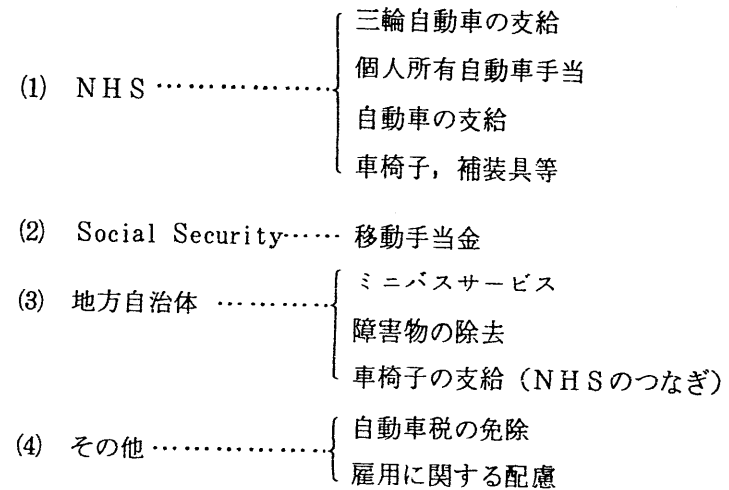 三輪自動車の支給
(1) NHS ……………… 個人所有自動車手当
自動車の支給
車椅子，補装具等
(2) Social Security…… 移動手当金
(3) 地方自治体 ………… ミニバスサービス
障害物の除去
車椅子の支給（NHSのつなぎ）
(4) その他 ……………… 自動車税の免除
雇用に関する配慮